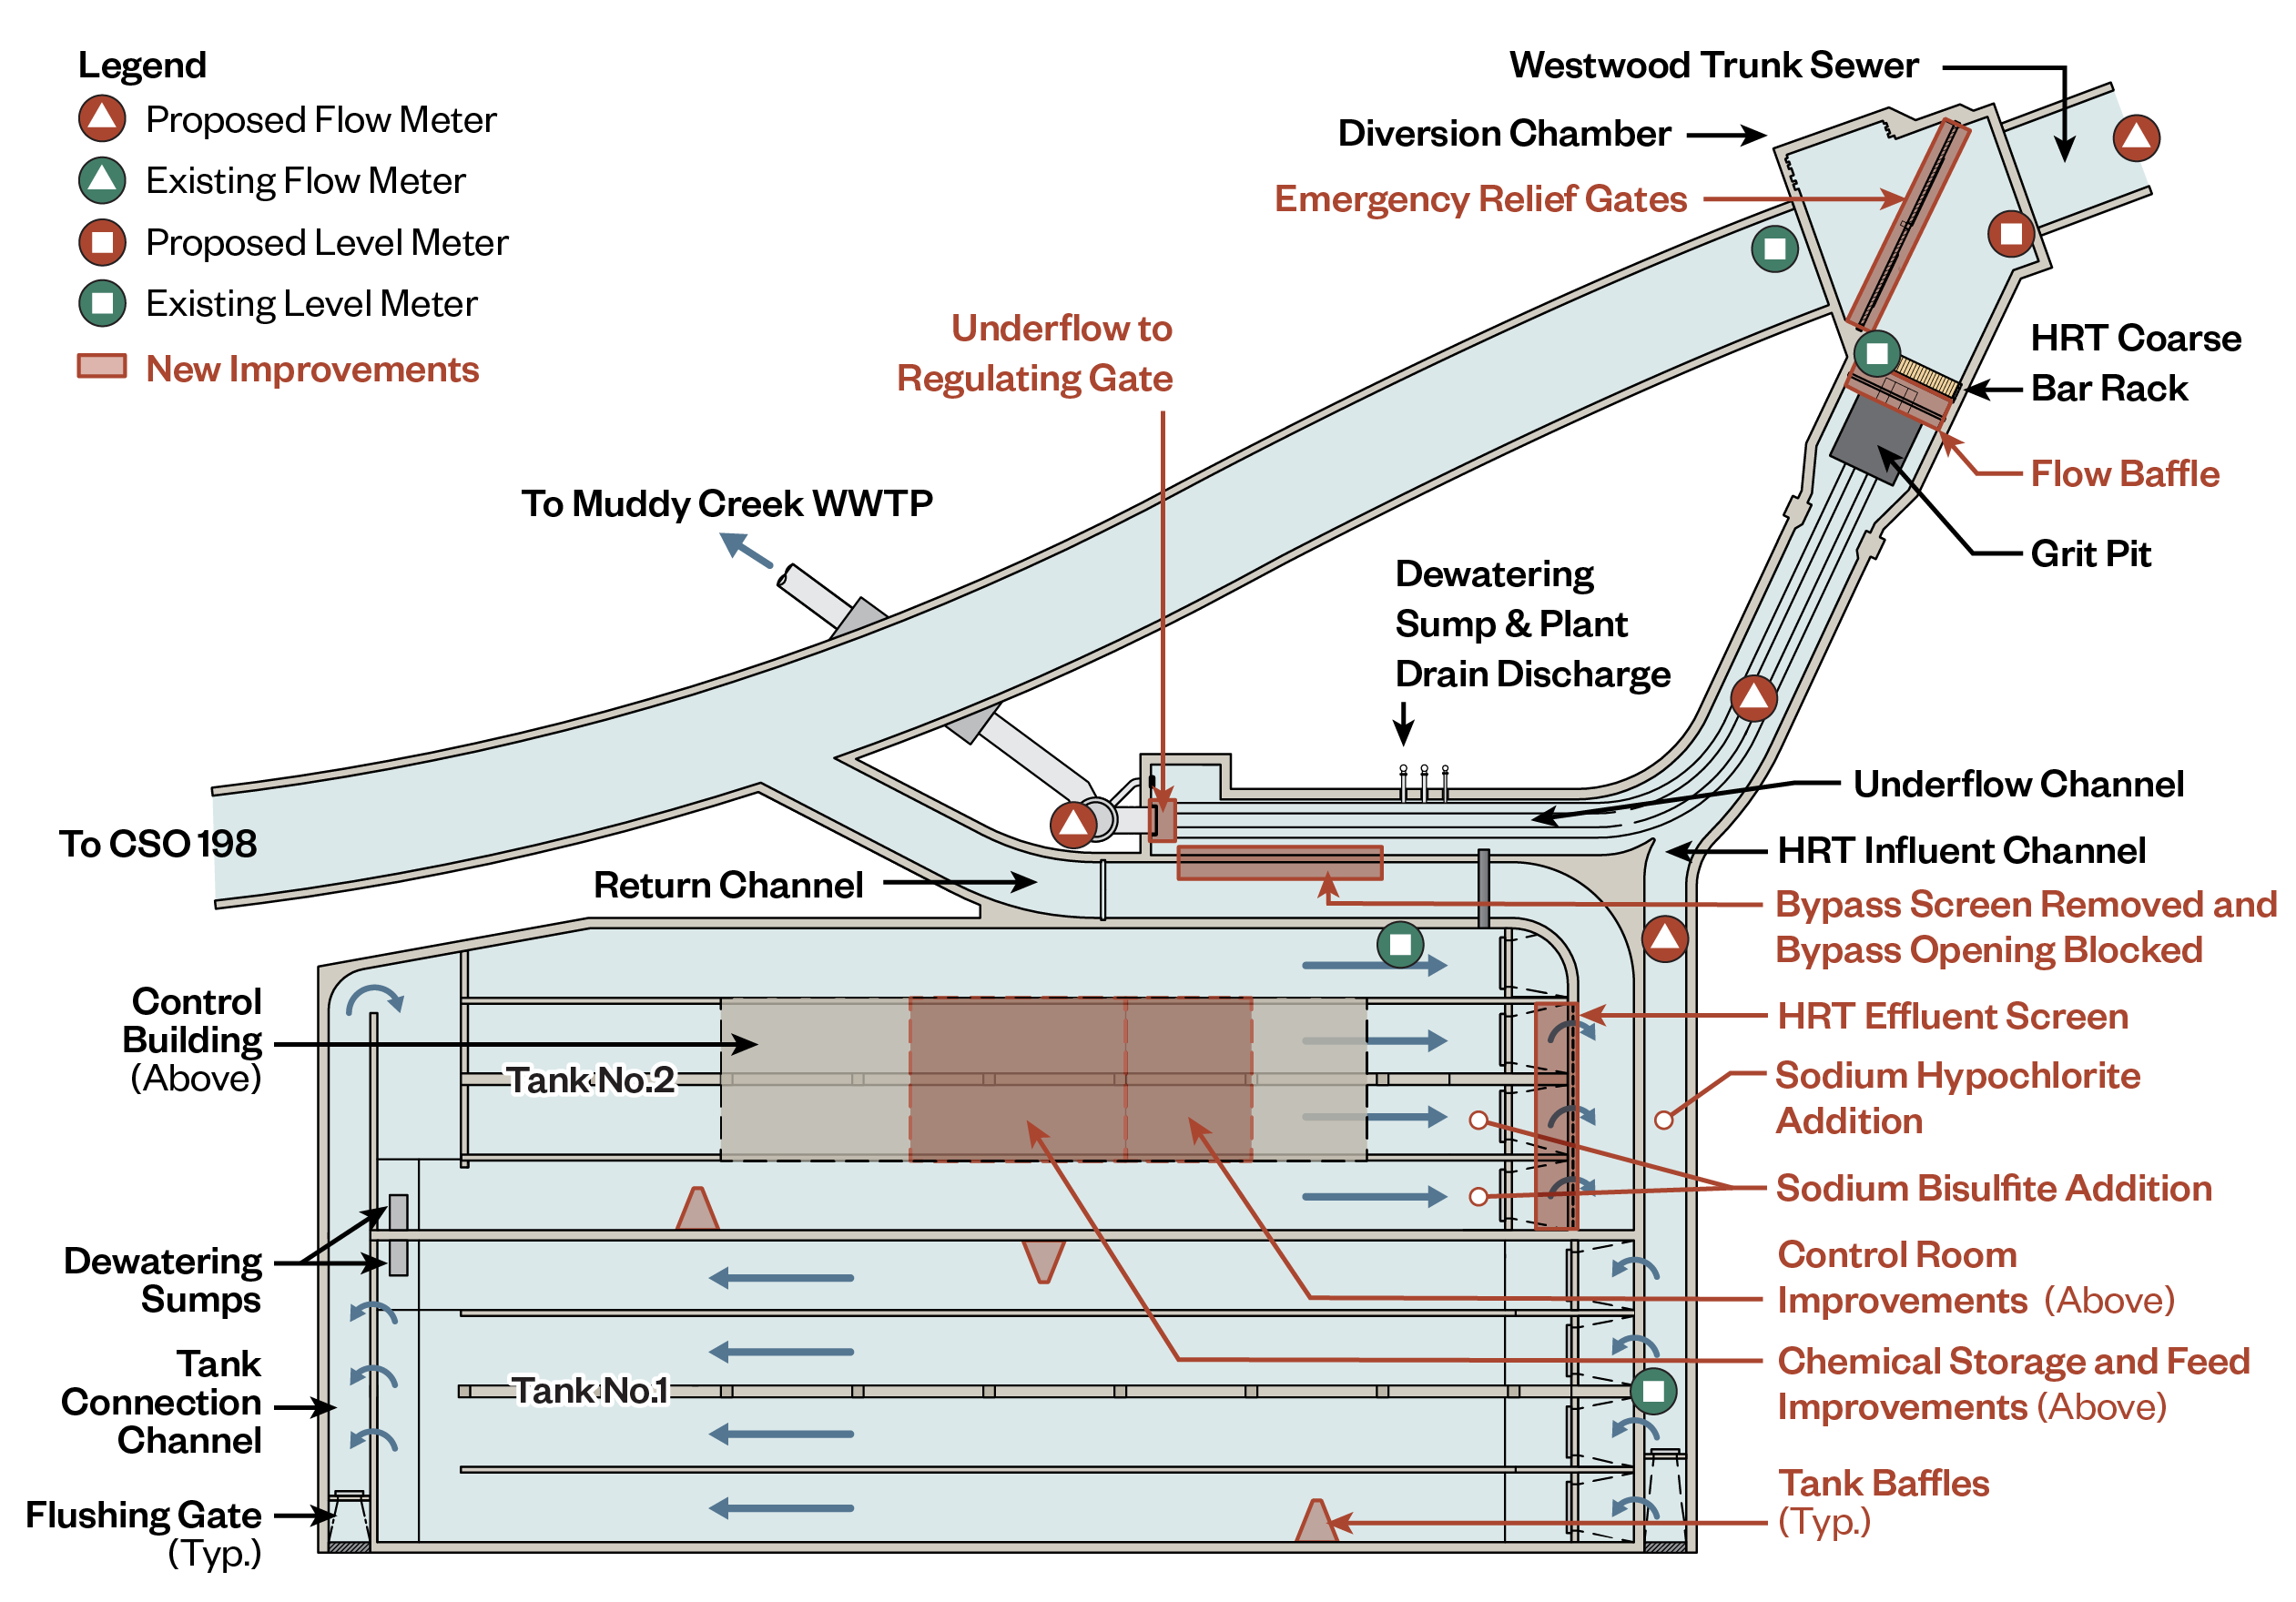 Legend
Proposed Flow Meter
Existing Flow Meter
Proposed Level Meter
Existing Level Meter
New Improvements
Westwood Trunk Sewer
Diversion Chamber
Emergency Relief Gates
Underflow to
Regulating Gate
HRT Coarse
Bar Rack
Flow Baffle
Grit Pit
To Muddy Creek WWTP
Dewatering
Sump & Plant
Drain Discharge
Underflow Channel
To CSO 198
HRT Influent Channel
Return Channel
Bypass Screen Removed and
Bypass Opening Blocked
Control
Building
(Above)
HRT Effluent Screen
Tank No.2
Sodium Hypochlorite
Addition
Sodium Bisulfite Addition
Dewatering
Sumps
Control Room
Improvements (Above)
Tank
Connection
Channel
Tank No.1
Chemical Storage and Feed
Improvements (Above)
Flushing Gate
(Typ.)
Tank Baffles
(Typ.)